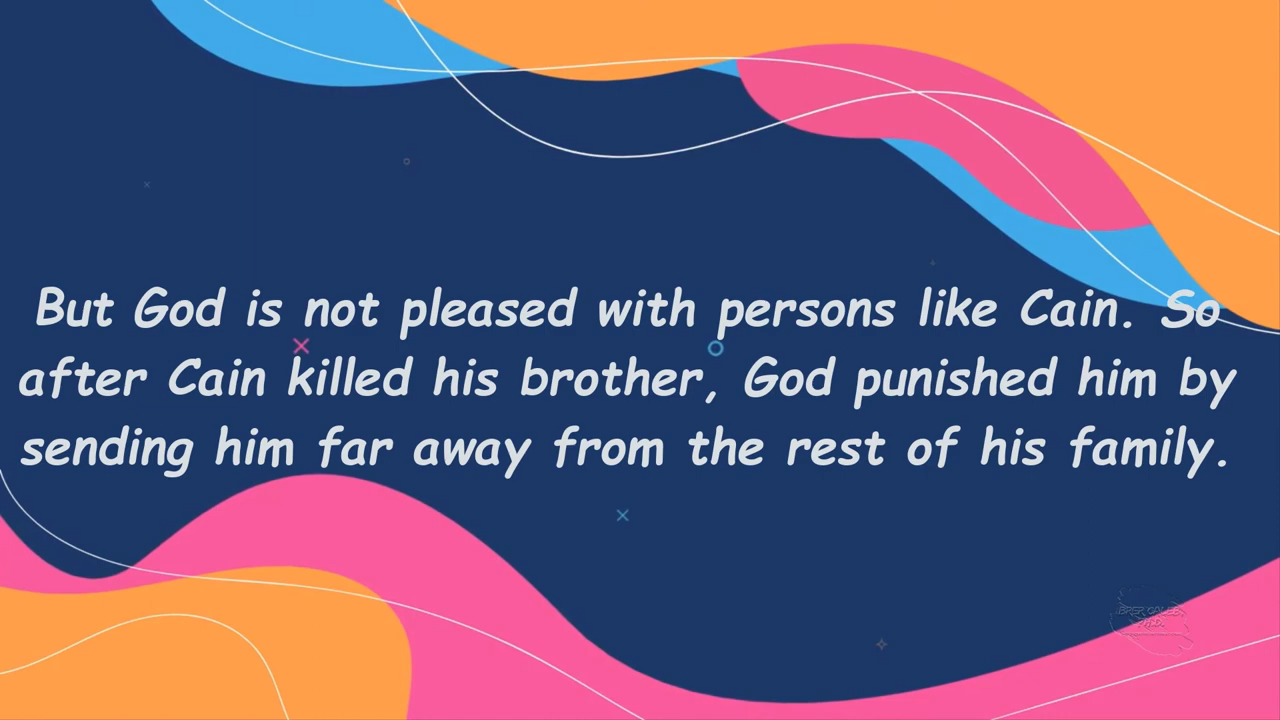 But God is not pleased with persons like Cain. So
after Cain killed his brother, God punished him by
sending him far away from the rest of his family.